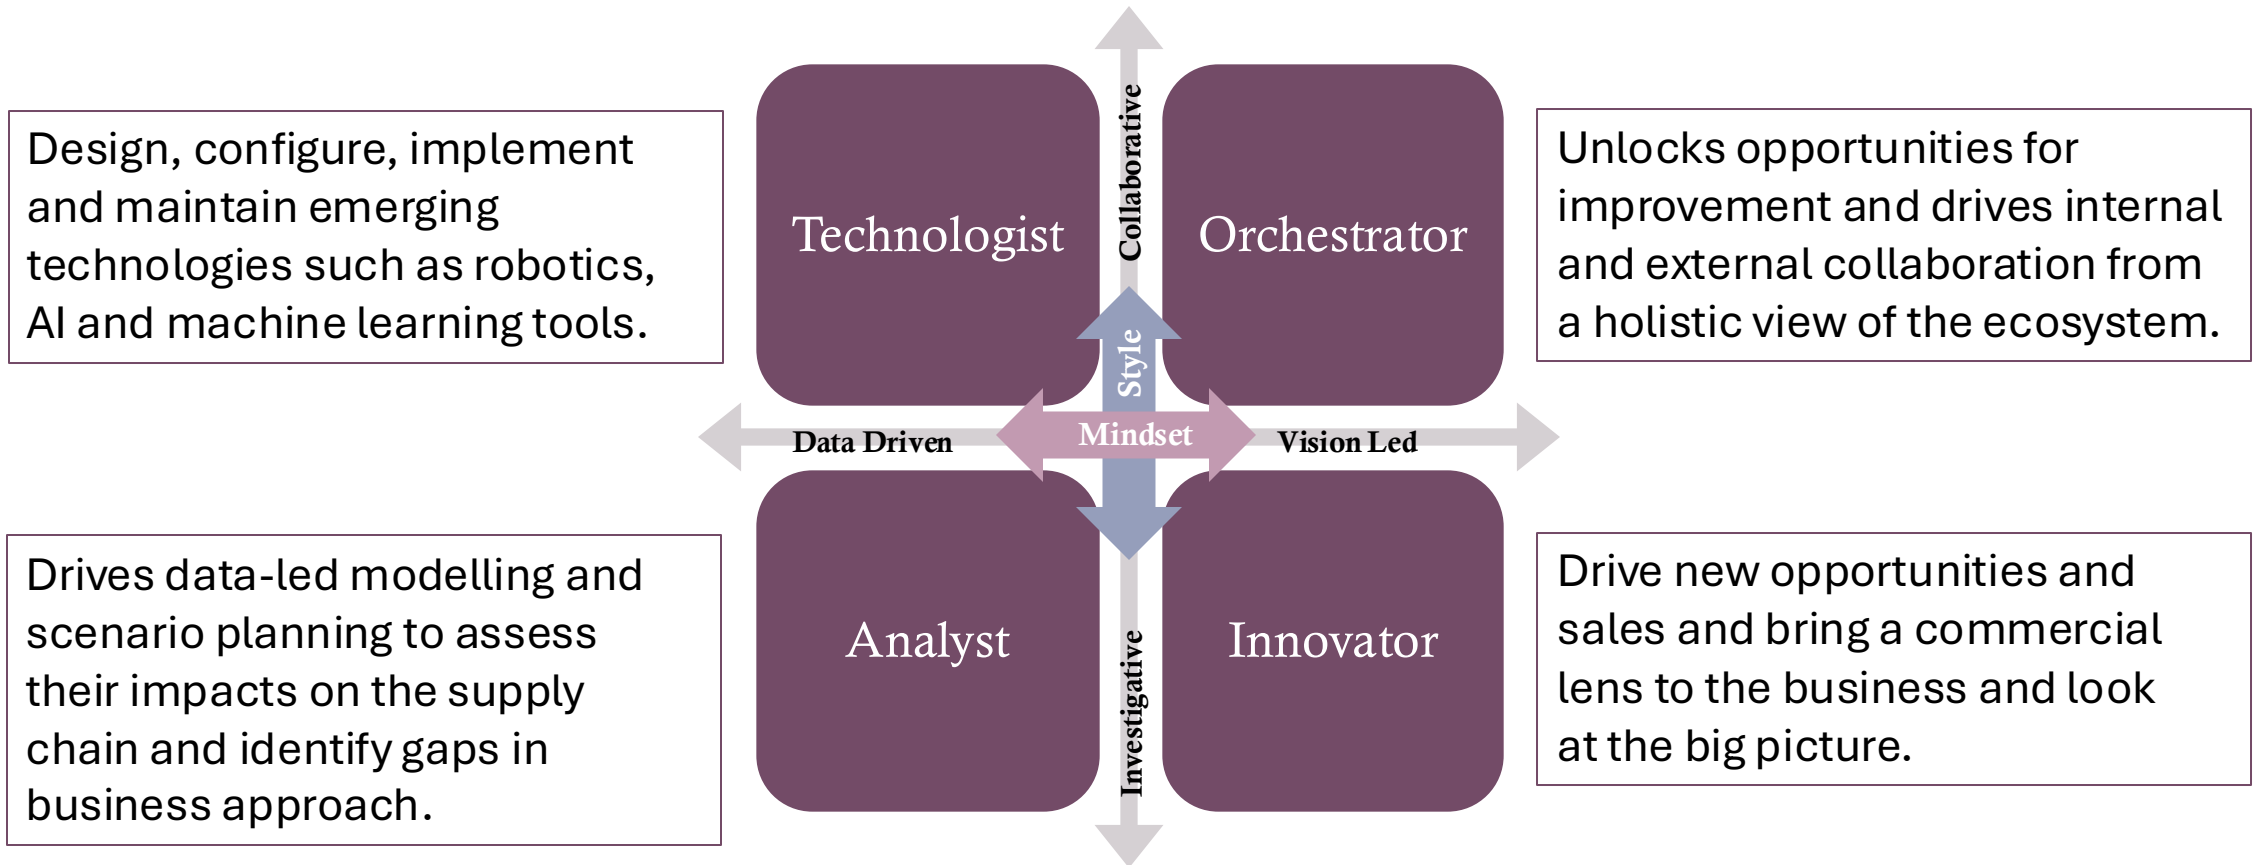 Design, configure, implement
and maintain emerging
technologies such as robotics,
AI and machine learning tools.
Technologist
Collaborative
Orchestrator
Unlocks opportunities for
improvement and drives internal
and external collaboration from
a holistic view of the ecosystem.
Style
Data Driven
Mindset
Vision Led
Drives data-led modelling and
scenario planning to assess
their impacts on the supply
chain and identify gaps in
business approach.
Analyst
Investigative
Innovator
Drive new opportunities and
sales and bring a commercial
lens to the business and look
at the big picture.